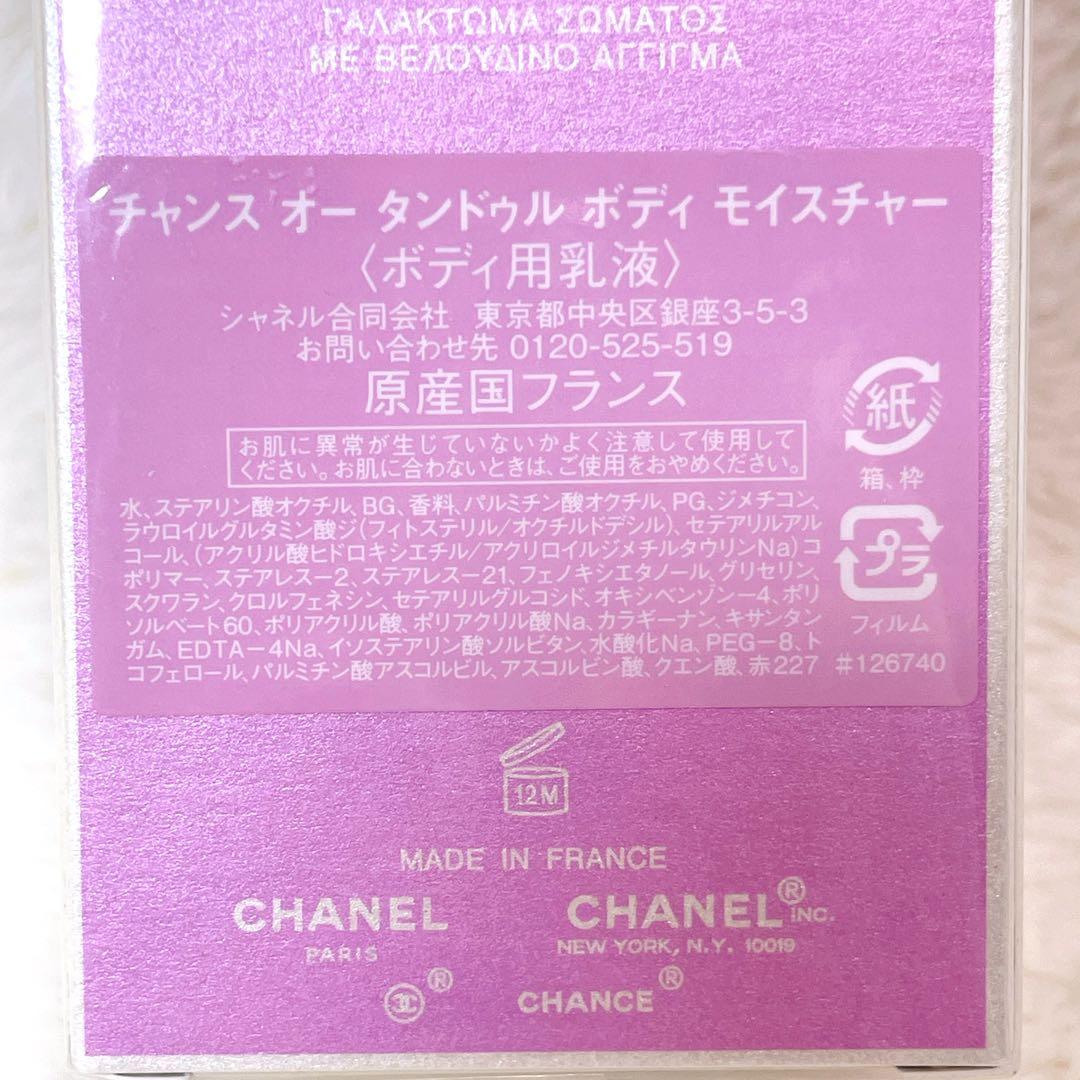 ΓΑΛΑΚΤΩΜΑ ΣΩΜΑΤΟΣ
ΜΕ ΒΕΛΟΥΔΙΝΟ ΑΓΓΙΓΜΑ
チャンス オー タンドゥル ボディ モイスチャー
〈ボディ用乳液〉
シャネル合同会社 東京都中央区銀座3-5-3
お問い合わせ先 0120-525-519
原産国フランス
お肌に異常が生じていないかよく注意して使用して
ください。お肌に合わないときは、ご使用をおやめください。
水、ステアリン酸オクチル、BG、香料、パルミチン酸オクチル、PG、ジメチコン、
ラウロイルグルタミン酸ジ(フィトステリル/オクチルドデシル)、セテアリルアル
コール、(アクリル酸ヒドロキシエチル/アクリロイルジメチルタウリンNa)コ
ポリマー、ステアレス－2、ステアレス－21、フェノキシエタノール、グリセリン、
スクワラン、クロルフェネシン、セテアリルグルコシド、オキシベンゾン－4、ポリ
ソルベート60、ポリアクリル酸、ポリアクリル酸Na、カラギーナン、キサンタン
ガム、EDTA－4Na、イソステアリン酸ソルビタン、水酸化Na、PEG－8、ト
コフェロール、パルミチン酸アスコルビル、アスコルビン酸、クエン酸、赤227
紙
箱、枠
プラ
フィルム
#126740
12M
MADE IN FRANCE
CHANEL
PARIS
CHANEL® INC.
NEW YORK, N.Y. 10019
®
CHANCE®